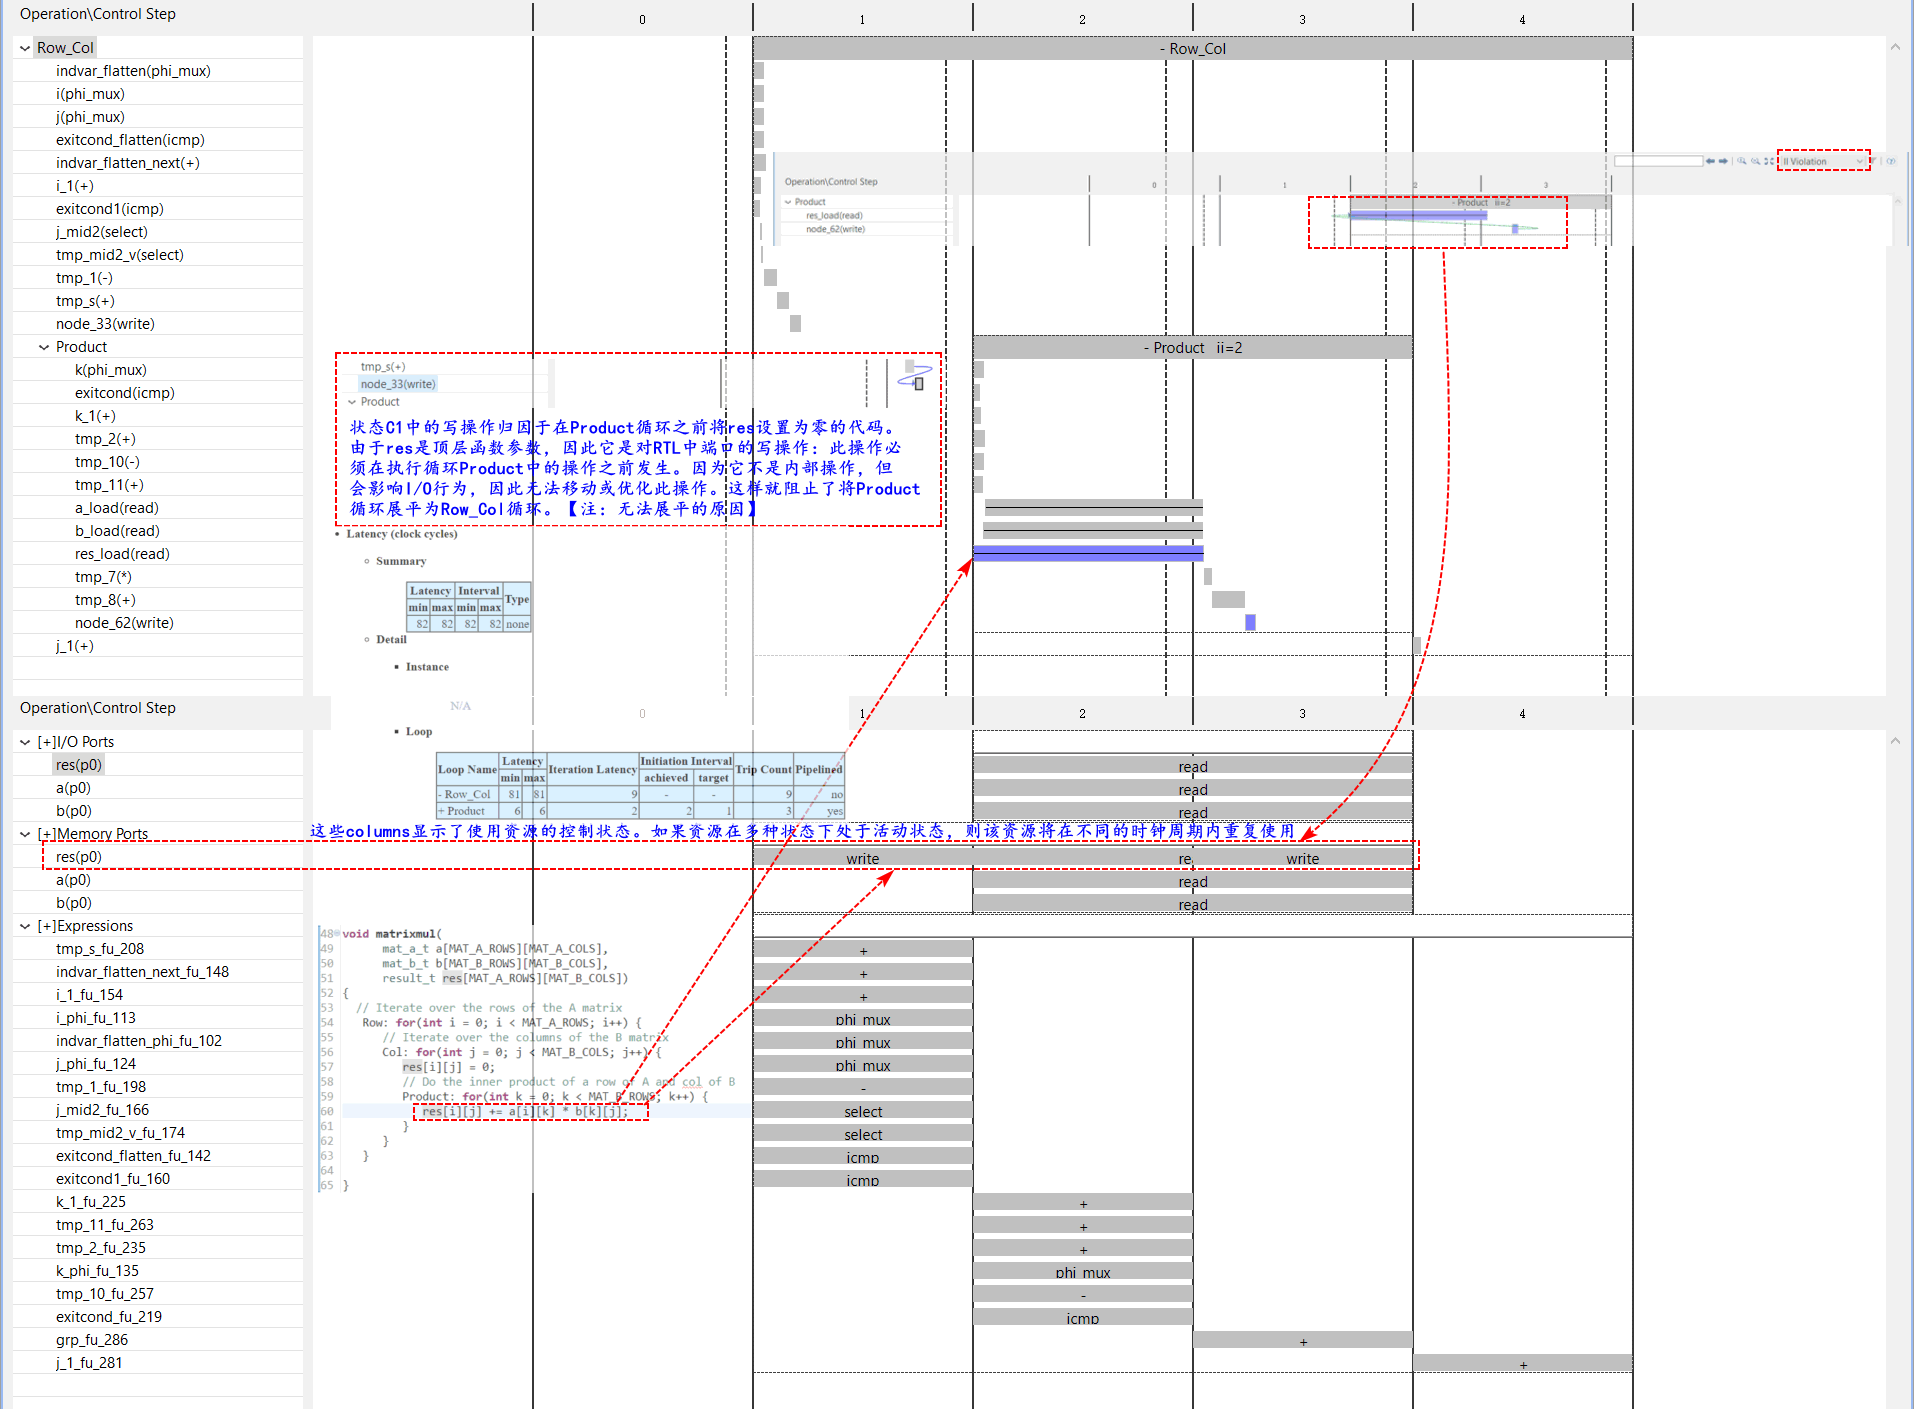 Operation\Control Step
0 1 2 3 4
Row_Col
- Row_Col
indvar_flatten(phi_mux)
i(phi_mux)
j(phi_mux)
exitcond_flatten(icmp)
indvar_flatten_next(+)
i_1(+)
exitcond1(icmp)
j_mid2(select)
tmp_mid2_v(select)
tmp_1(-)
tmp_s(+)
node_33(write)
Product
k(phi_mux)
exitcond(icmp)
k_1(+)
tmp_2(+)
tmp_10(-)
tmp_11(+)
a_load(read)
b_load(read)
res_load(read)
tmp_7(*)
tmp_8(+)
node_62(write)
j_1(+)
II Violation
Operation\Control Step
0 1 2 3
Product
- Product ii=2
res_load(read)
node_62(write)
- Product ii=2
tmp_s(+)
node_33(write)
Product
状态C1中的写操作归因于在Product循环之前将res设置为零的代码。
由于res是顶层函数参数，因此它是对RTL中端口的写操作：此操作必
须在执行循环Product中的操作之前发生。因为它不是内部操作，但
会影响I/O行为，因此无法移动或优化此操作。这样就阻止了将Product
循环展平为Row_Col循环。【注：无法展平的原因】
Latency (clock cycles)
Summary
Latency Interval Type
min max min max
82 82 82 82 none
Detail
Instance
N/A
Loop
Loop Name Latency Iteration Latency Initiation Interval Trip Count Pipelined
min max achieved target
- Row_Col 81 81 9 - - 9 no
+ Product 6 6 2 2 1 3 yes
Operation\Control Step
0 1 2 3 4
[+]I/O Ports
res(p0) read
a(p0) read
b(p0) read
[+]Memory Ports
这些columns显示了使用资源的控制状态。如果资源在多种状态下处于活动状态，则该资源将在不同的时钟周期内重复使用
res(p0) write re write
a(p0) read
b(p0) read
[+]Expressions
tmp_s_fu_208 +
indvar_flatten_next_fu_148 +
i_1_fu_154 +
i_phi_fu_113 phi_mux
indvar_flatten_phi_fu_102 phi_mux
j_phi_fu_124 phi_mux
tmp_1_fu_198 -
j_mid2_fu_166 select
tmp_mid2_v_fu_174 select
exitcond_flatten_fu_142 icmp
exitcond1_fu_160 icmp
k_1_fu_225 +
tmp_11_fu_263 +
tmp_2_fu_235 +
k_phi_fu_135 phi_mux
tmp_10_fu_257 -
exitcond_fu_219 icmp
grp_fu_286 +
j_1_fu_281 +
48 void matrixmul(
49 mat_a_t a[MAT_A_ROWS][MAT_A_COLS],
50 mat_b_t b[MAT_B_ROWS][MAT_B_COLS],
51 result_t res[MAT_A_ROWS][MAT_B_COLS])
52 {
53 // Iterate over the rows of the A matrix
54 Row: for(int i = 0; i < MAT_A_ROWS; i++) {
55 // Iterate over the columns of the B matrix
56 Col: for(int j = 0; j < MAT_B_COLS; j++) {
57 res[i][j] = 0;
58 // Do the inner product of a row of A and col of B
59 Product: for(int k = 0; k < MAT_B_ROWS; k++) {
60 res[i][j] += a[i][k] * b[k][j];
61 }
62 }
63 }
64
65 }